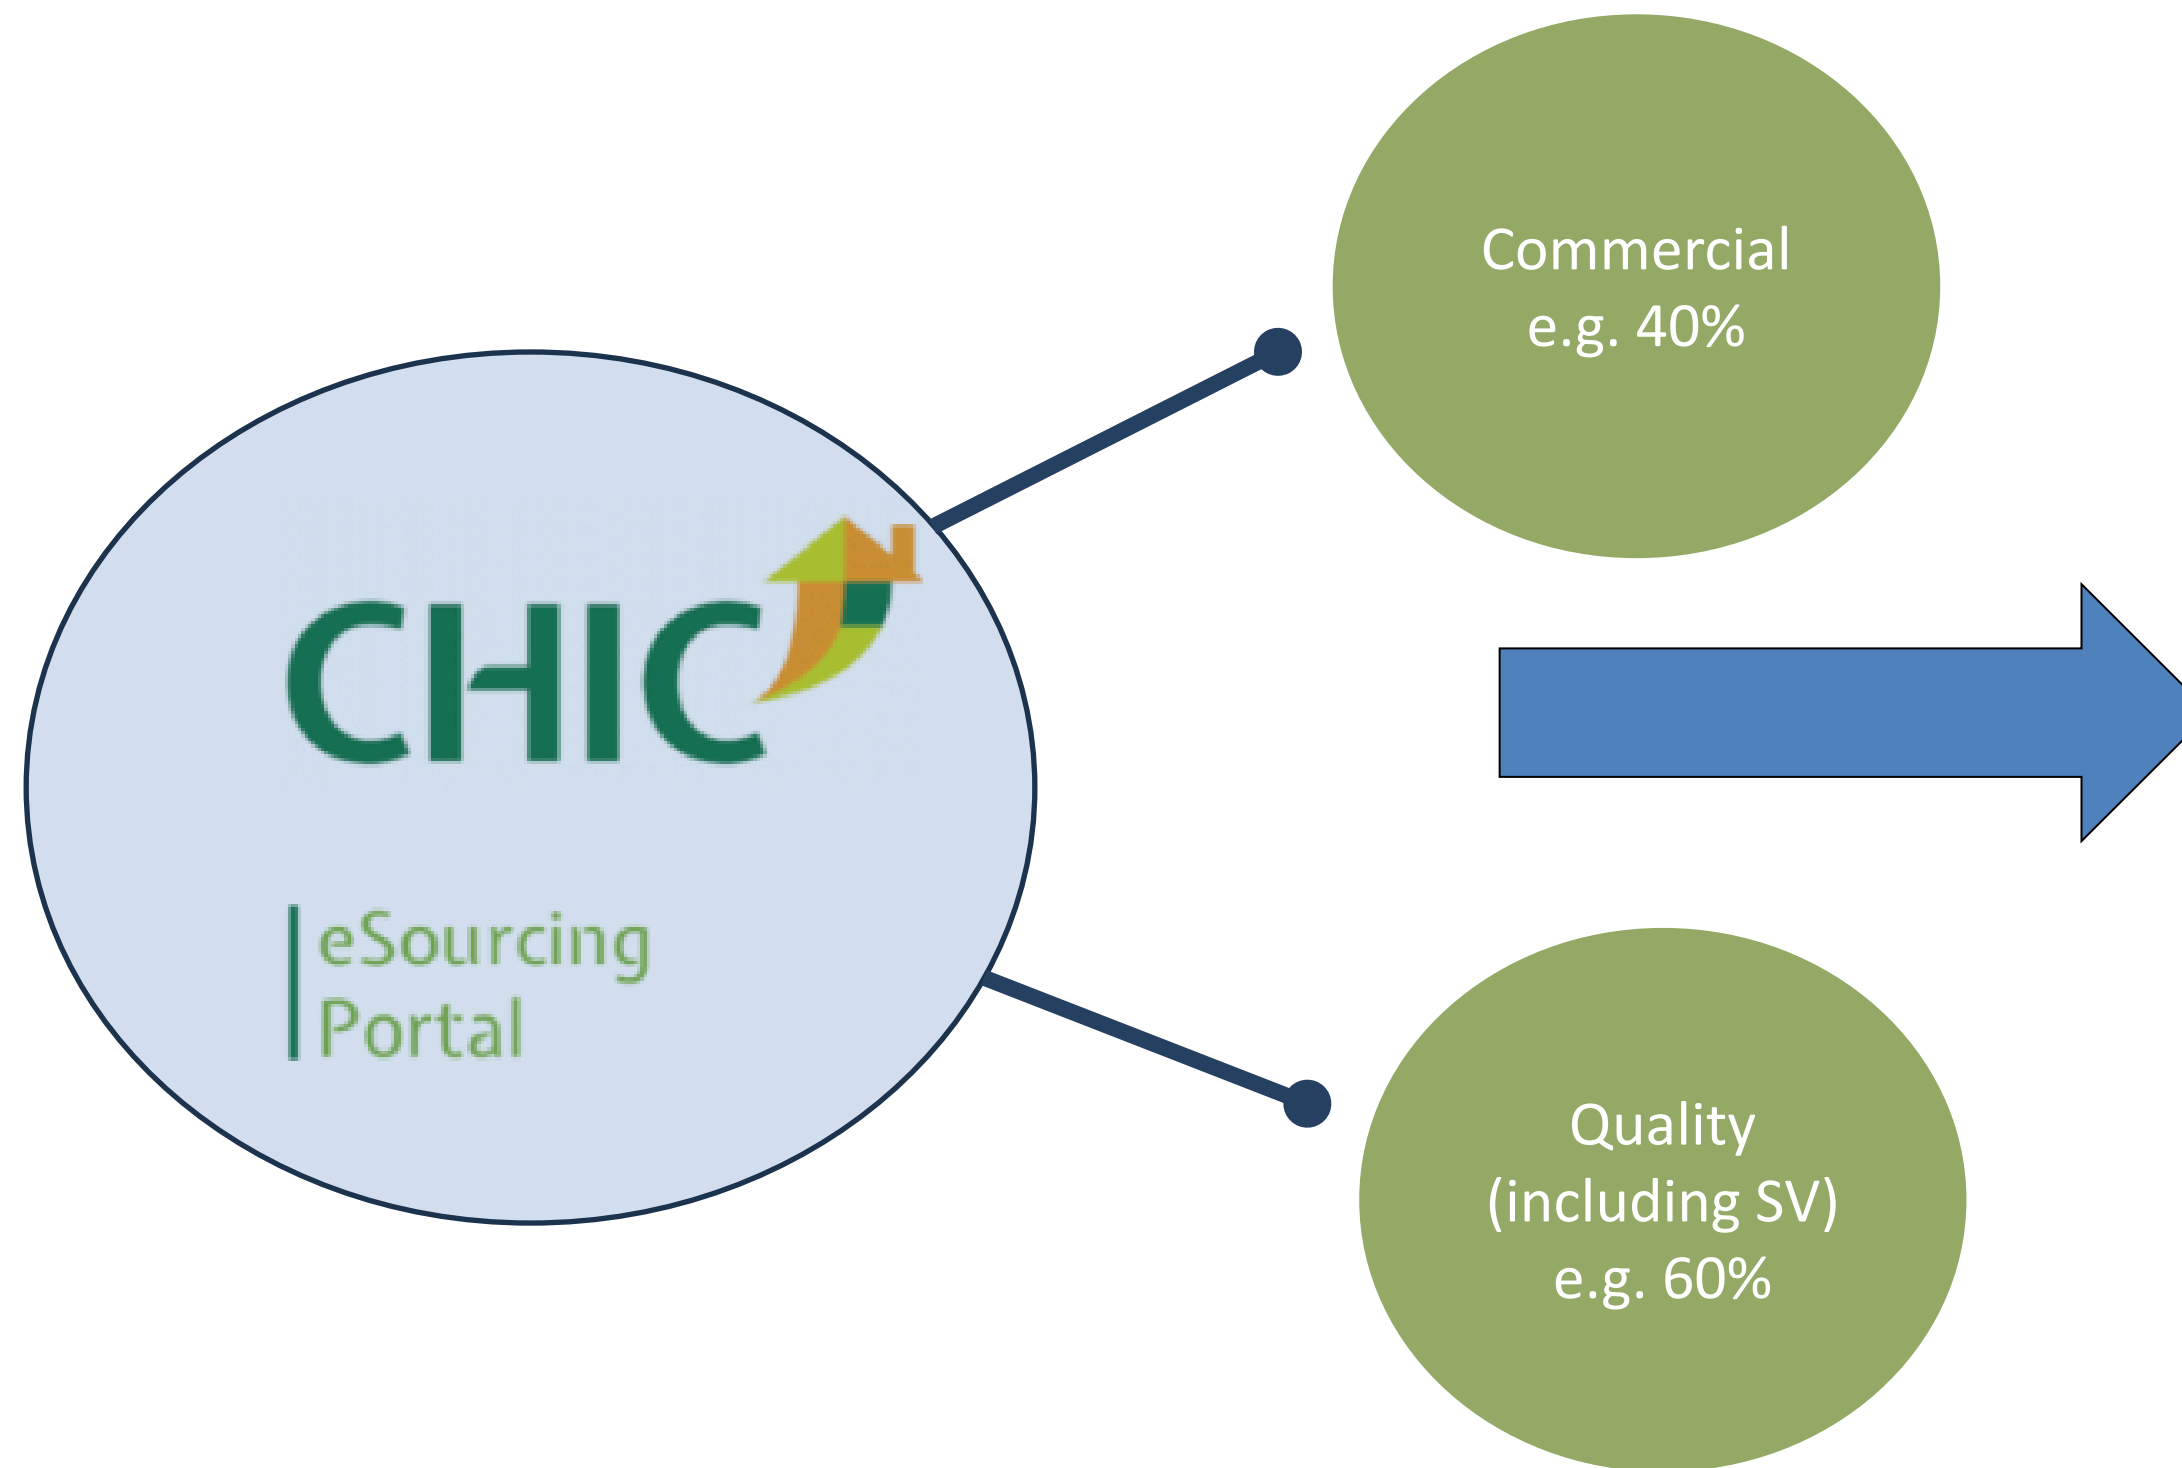 CHIC
eSourcing
Portal
Commercial
e.g. 40%
Quality
(including SV)
e.g. 60%